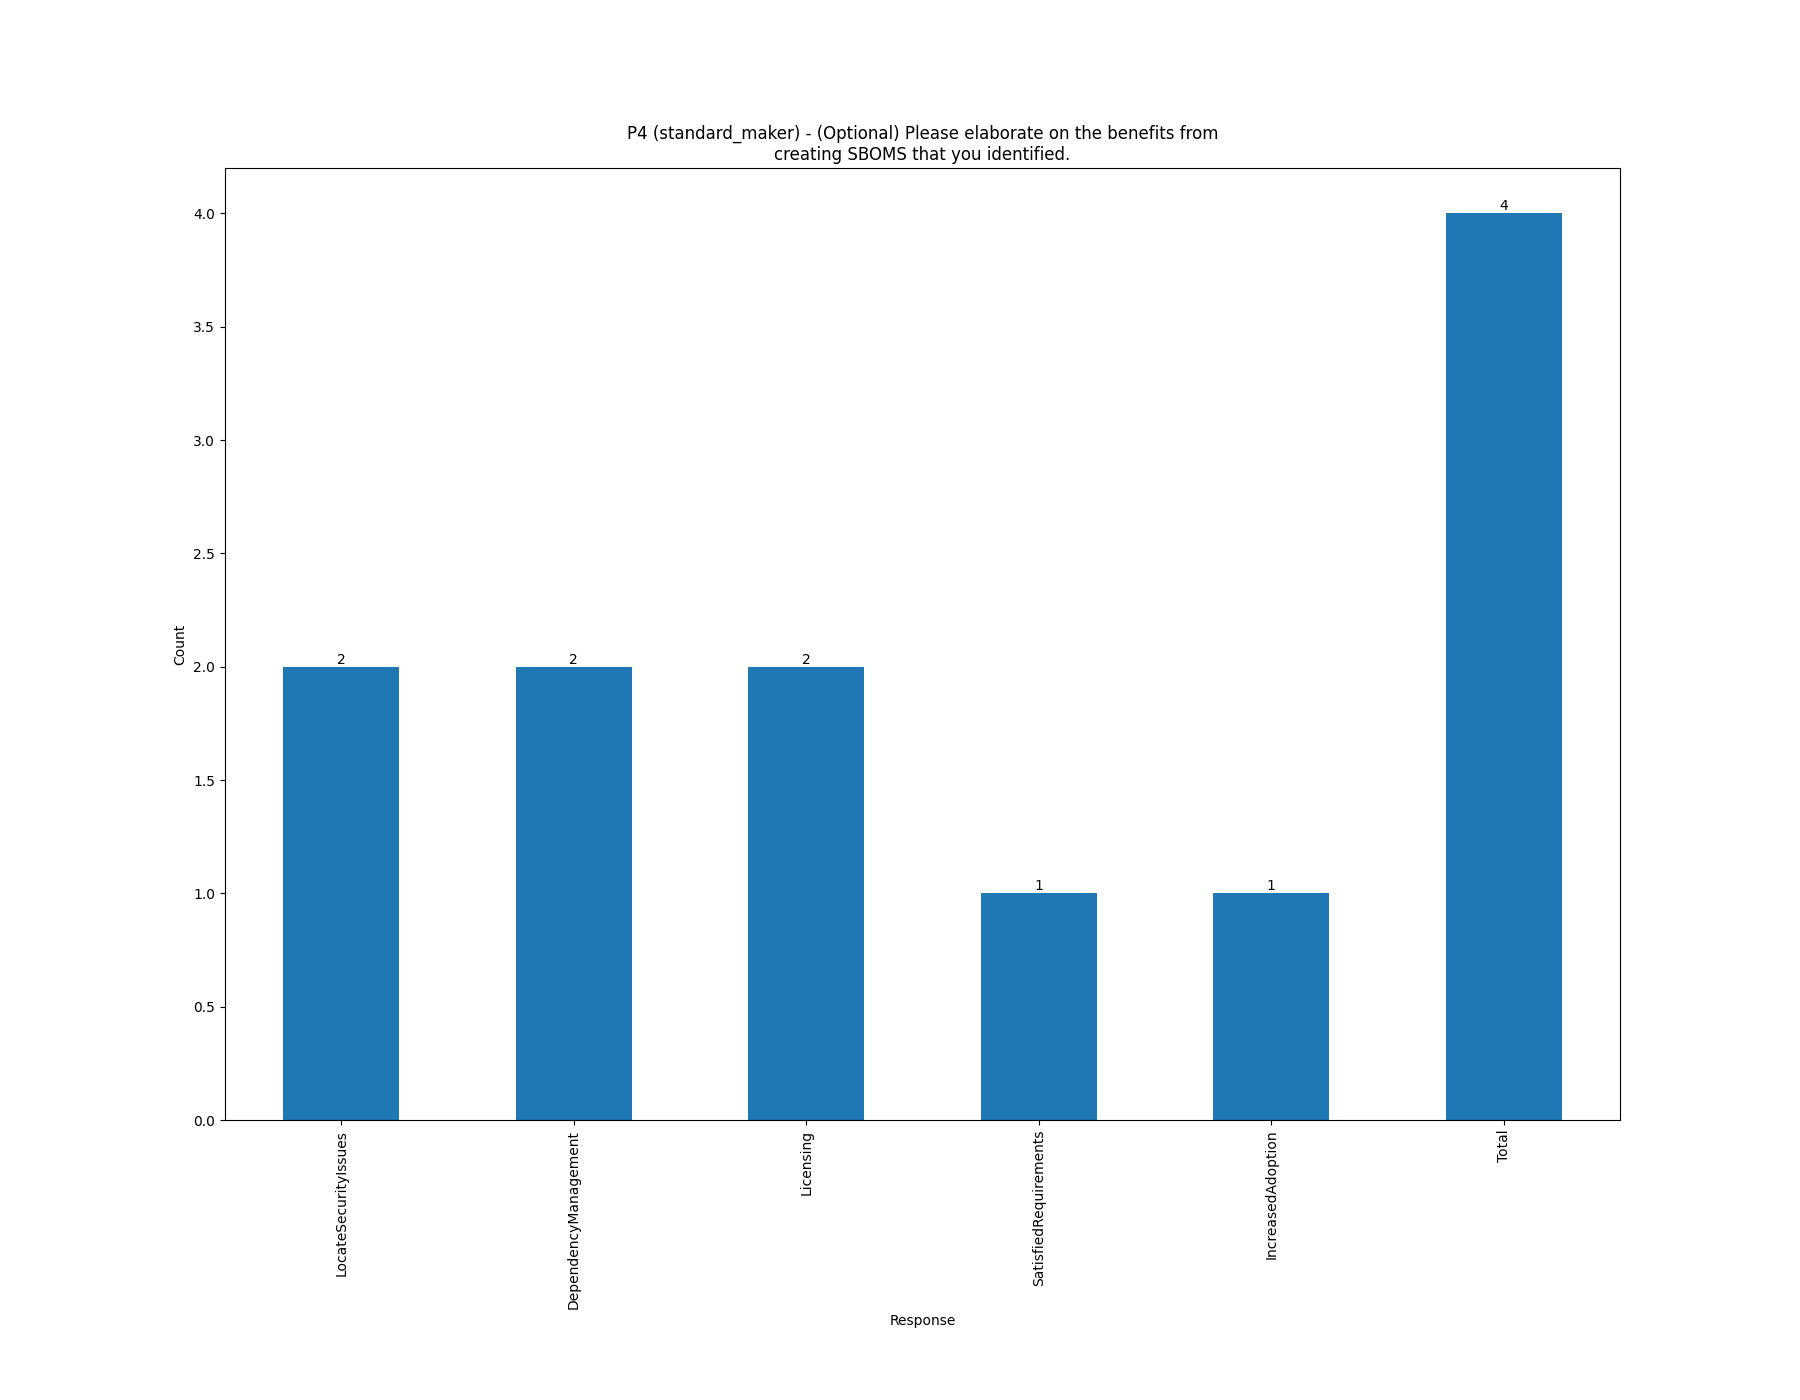 P4 (standard_maker) - (Optional) Please elaborate on the benefits from
creating SBOMS that you identified.
4.0
3.5
3.0
2.5
2.0
1.5
1.0
0.5
0.0
Count
2
2
2
1
1
4
LocateSecurityIssues
DependencyManagement
Licensing
SatisfiedRequirements
IncreasedAdoption
Total
Response